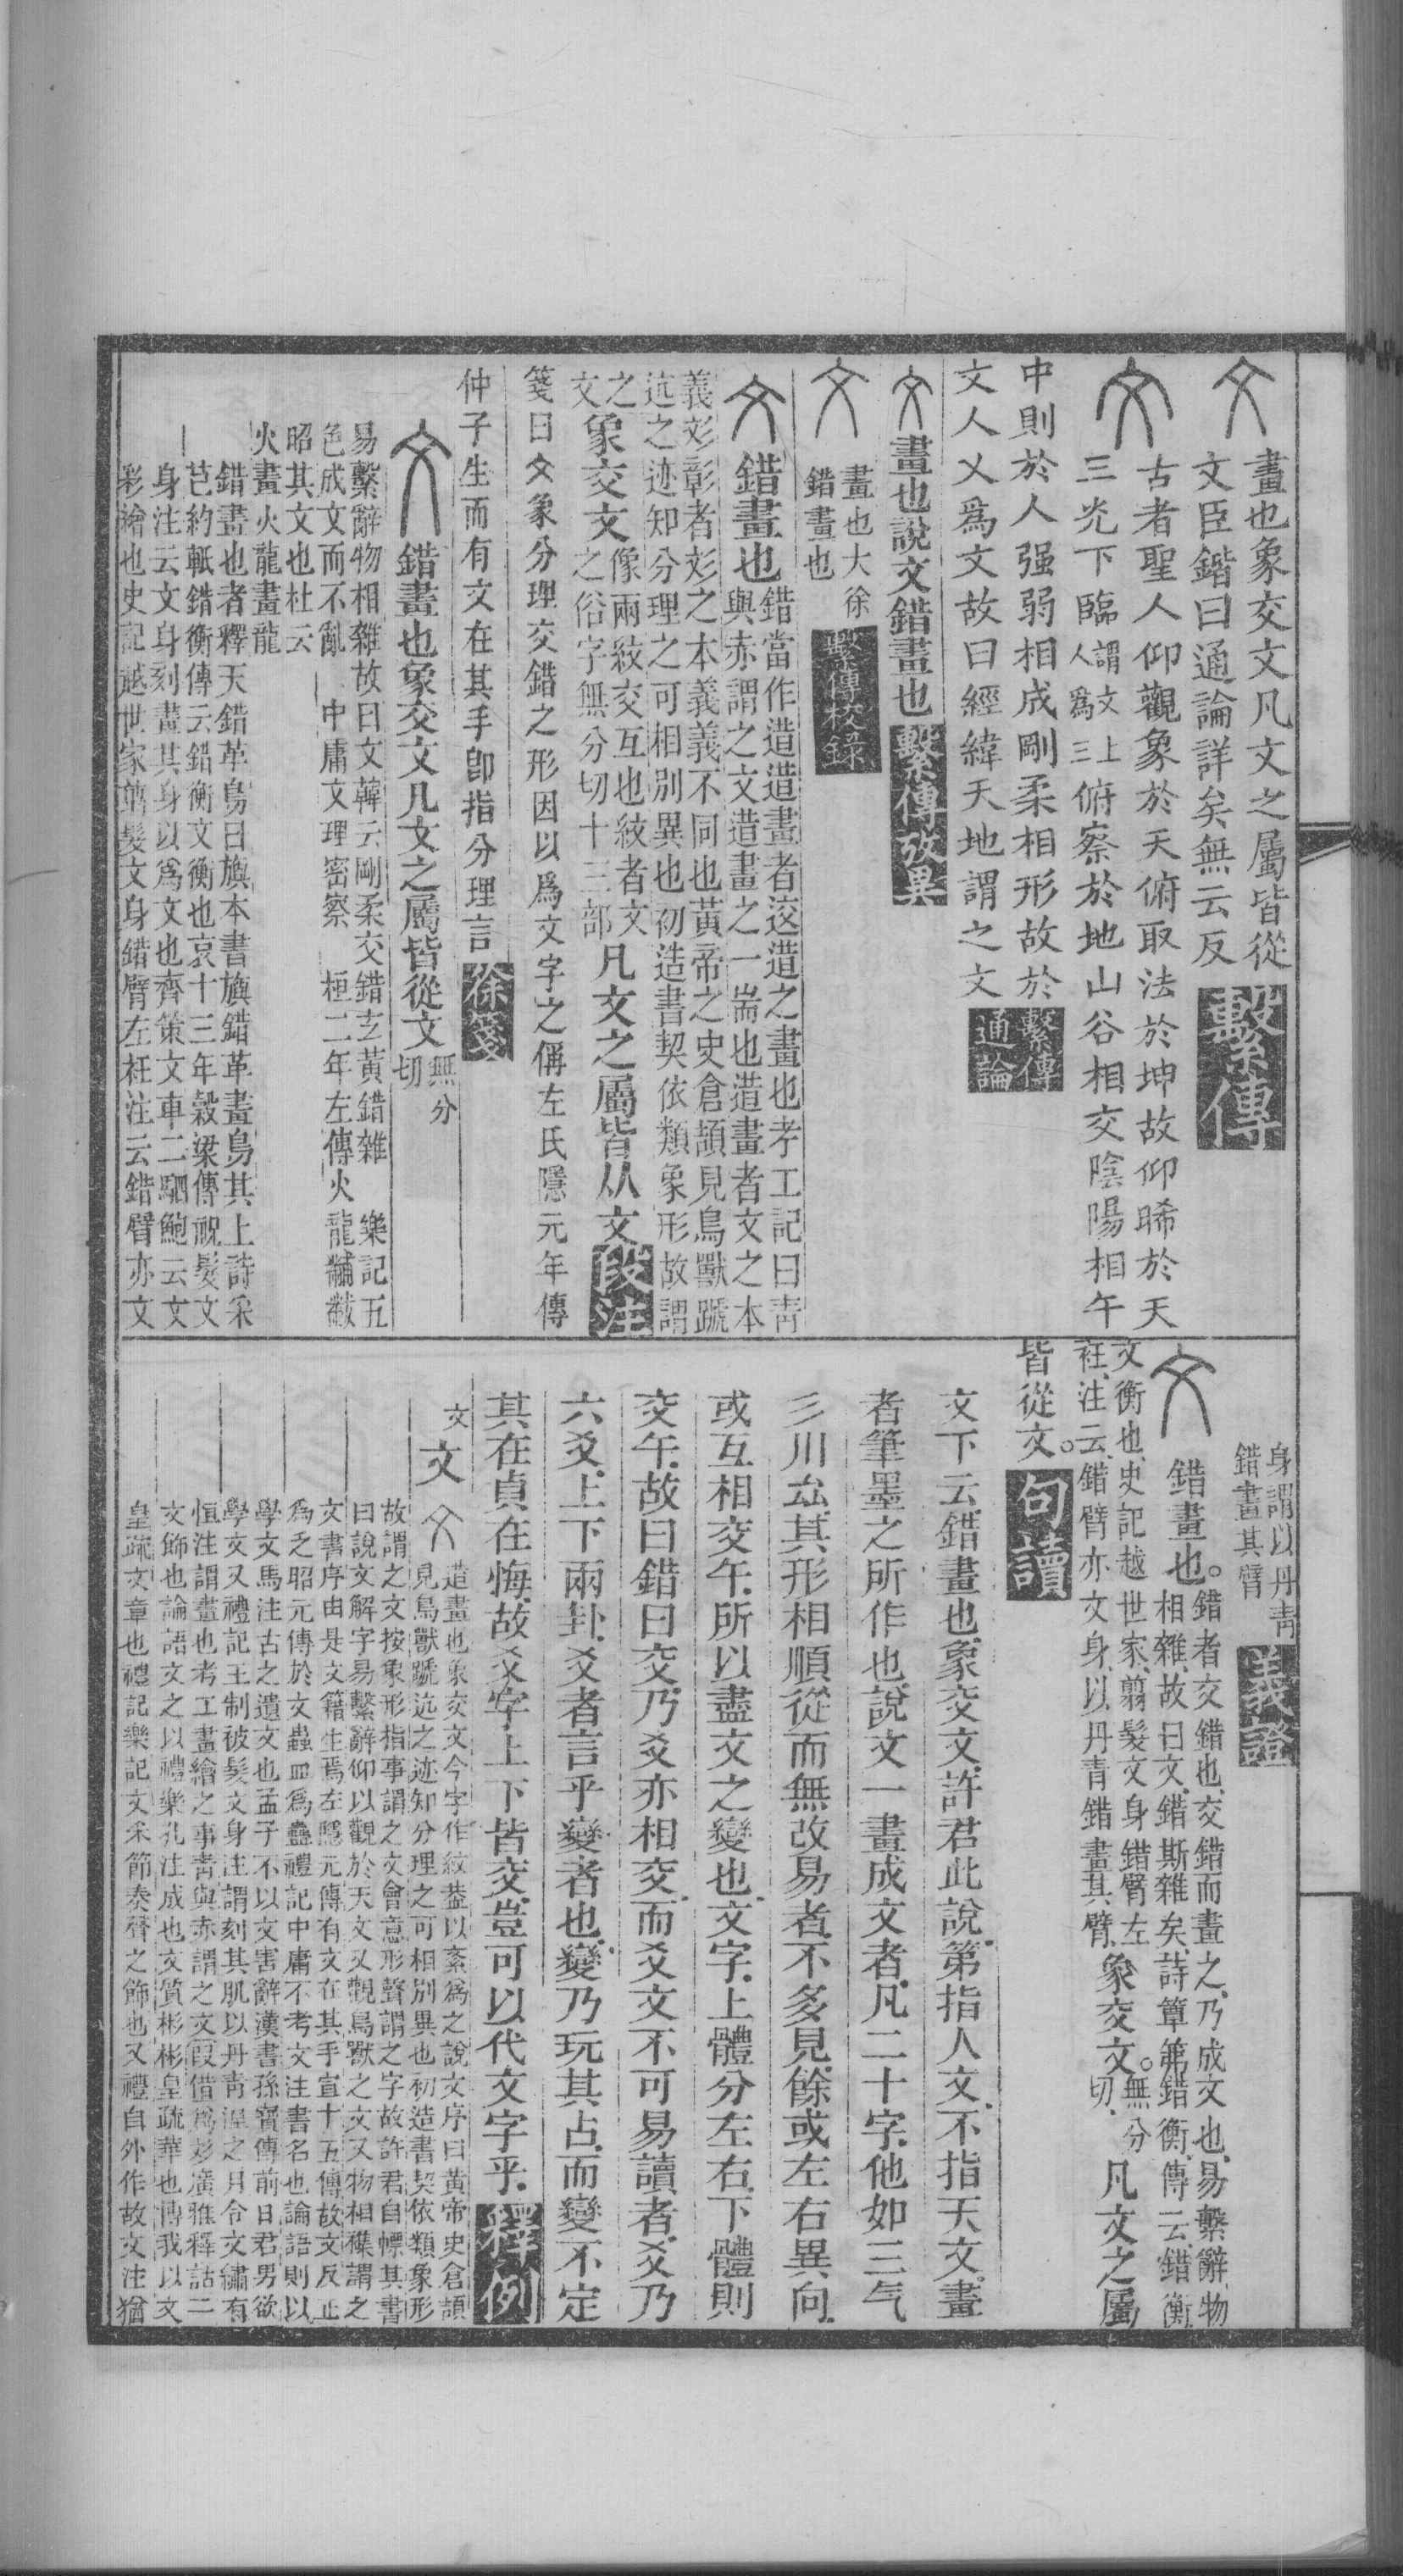 文
畫也象交文凡文之屬皆從
文臣鍇曰通論詳矣無云反
繫傳
文
古者聖人仰觀象於天俯取法於坤故仰晞於天
三光下臨謂文上
人爲三俯察於地山谷相交陰陽相午
中則於人强弱相成剛柔相形故於
文人乂爲文故曰經緯天地謂之文
繫傳
通論
文
畫也說文錯畫也
繫傳攷異
文
畫也大徐
錯畫也
繫傳校錄
文
錯畫也
錯當作逪逪畫者䢒逪之畫也考工記曰靑
與赤謂之文逪畫之一耑也逪畫者文之本
義彣彰者彣之本義義不同也黃帝之史倉頡見鳥獸蹏
迒之迹知分理之可相別異也初造書契依類象形故謂
之
文
象交文
像兩紋交互也紋者文
之俗字無分切十三部
凡文之屬皆从文
段注
箋曰文象分理交錯之形因以爲文字之偁左氏隱元年傳
仲子生而有文在其手卽指分理言
徐箋
文
錯畫也象交文凡文之屬皆從文
無分
切
易繫辭物相雜故曰文韓云剛柔交錯玄黃錯雜 樂記五
色成文而不亂 中庸文理密察 桓二年左傳火龍黼黻
昭其文也杜云
火畫火龍畫龍
錯畫也者釋天錯革鳥曰旟本書旟錯革畫鳥其上詩采
芑約軝錯衡傳云錯衡文衡也哀十三年穀梁傳祝髮文
身注云文身刻畫其身以爲文也齊策文車二駟鮑云文
彩繪也史記越世家翦髮文身錯臂左衽注云錯臂亦文
身謂以丹靑
錯畫其臂
義證
文
錯畫也。
錯者交錯也、交錯而畫之、乃成文也、易繫辭物
相雜、故曰文、錯斯雜矣、詩簟茀錯衡、傳云、錯衡
文衡也、史記越世家、翦髮文身、錯臂左
衽、注云、錯臂亦文身、以丹青錯畫其臂、
象交文。
無分
切、
凡文之屬
皆從文。
句讀
文下云、錯畫也、象交文、許君此說、第指人文、不指天文、畫
者筆墨之所作也、說文一畫成文者、凡二十字、他如三气
彡川厽、其形相順從而無改易者、不多見、餘或左右異向、
或互相交午、所以盡文之變也、文字、上體分左右、下體則
交午、故曰錯曰交、乃爻亦相交、而爻文不可易讀者、爻乃
六爻、上下兩卦、爻者言乎變者也、變乃玩其占、而變不定
其在貞在悔、故爻字上下皆交、豈可以代文字乎、
釋例
文
文
逪畫也象交文今字作紋葢以紊爲之說文序曰黃帝史倉頡
見鳥獸蹏迒之迹知分理之可相別異也初造書契依類象形
故謂之文按象形指事謂之文會意形聲謂之字故許君自幖其書
曰說文解字易繫辭仰以觀於天文又觀鳥獸之文又物相襍謂之
文書序由是文籍生焉左隱元傳有文在其手宣十五傳故文反正
爲乏昭元傳於文蟲皿爲蠱禮記中庸不考文注書名也論語則以
學文馬注古之遺文也孟子不以文害辭漢書孫寶傳前日君男欲
學文又禮記王制被髮文身注謂刻其肌以丹靑涅之月令文繡有
恒注謂畫也考工畫繪之事靑與赤謂之文叚借爲彣廣雅釋詁二
文飾也論語文之以禮樂孔注成也文質彬彬皇疏華也博我以文
皇疏文章也禮記樂記文采節奏聲之飾也又禮自外作故文注猶